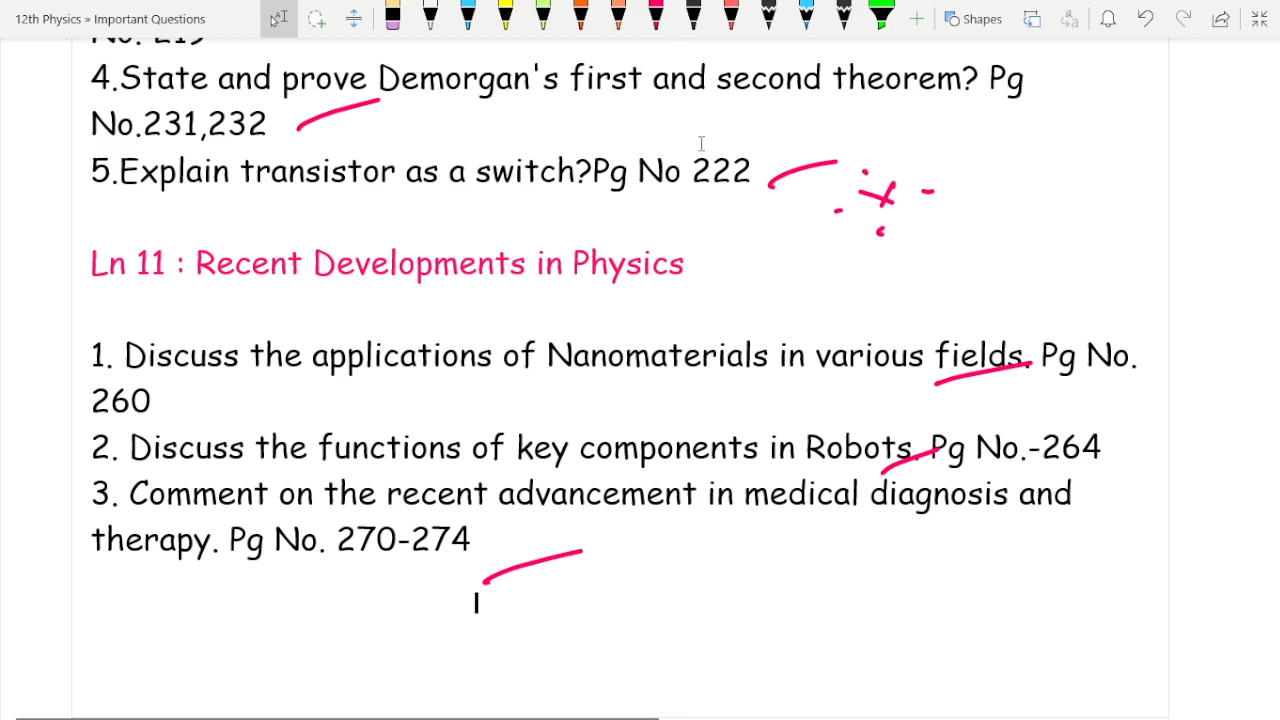 12th Physics » Important Questions
Shapes
4.State and prove Demorgan's first and second theorem? Pg
No.231,232
5.Explain transistor as a switch?Pg No 222
Ln 11 : Recent Developments in Physics
1. Discuss the applications of Nanomaterials in various fields. Pg No.
260
2. Discuss the functions of key components in Robots. Pg No.-264
3. Comment on the recent advancement in medical diagnosis and
therapy. Pg No. 270-274